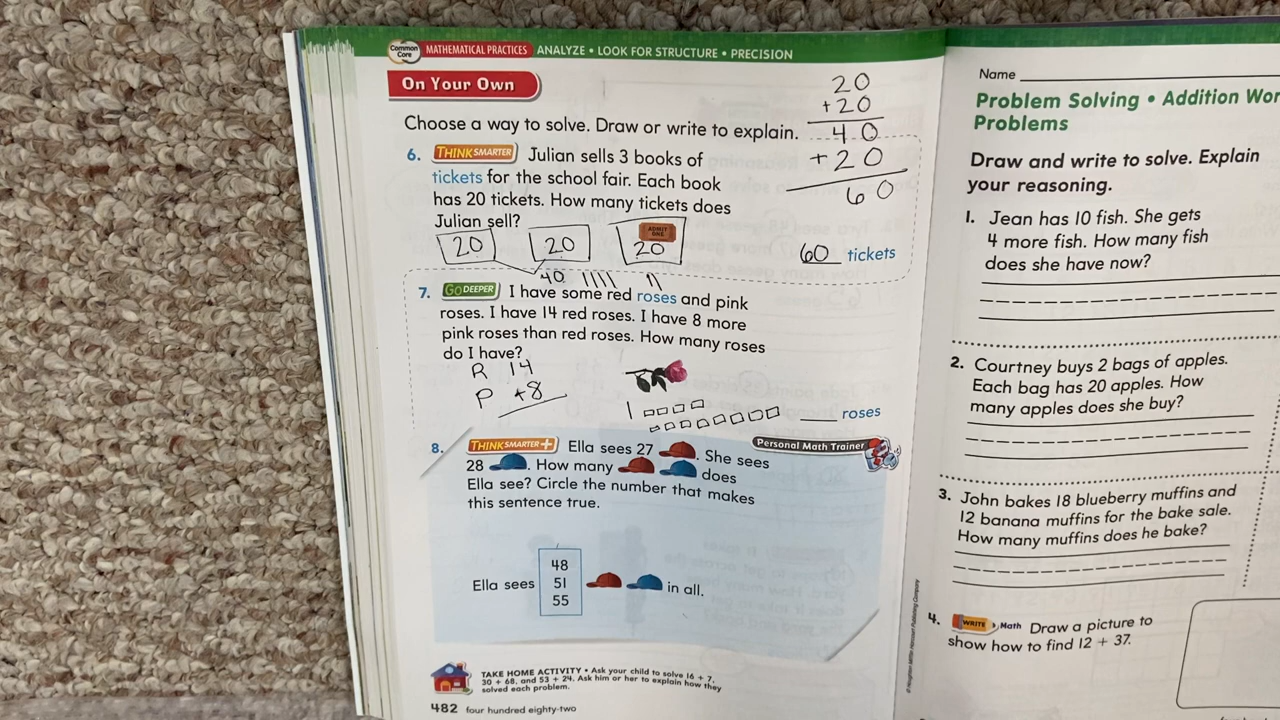 Common Core MATHEMATICAL PRACTICES ANALYZE • LOOK FOR STRUCTURE • PRECISION
On Your Own
20
+20
40
+20
60
Choose a way to solve. Draw or write to explain.
6. THINK SMARTER Julian sells 3 books of
tickets for the school fair. Each book
has 20 tickets. How many tickets does
Julian sell?
20 20 ADMIT ONE 20
40
60 tickets
7. GO DEEPER I have some red roses and pink
roses. I have 14 red roses. I have 8 more
pink roses than red roses. How many roses
do I have?
R 14
P +8
____ roses
8. THINK SMARTER + Ella sees 27 . She sees
Personal Math Trainer
28 . How many does
Ella see? Circle the number that makes
this sentence true.
48
Ella sees 51 in all.
55
TAKE HOME ACTIVITY • Ask your child to solve 16 + 7,
30 + 68, and 53 + 24. Ask him or her to explain how they
solved each problem.
482 four hundred eighty-two
Name
Problem Solving • Addition Wor
Problems
Draw and write to solve. Explain
your reasoning.
1. Jean has 10 fish. She gets
4 more fish. How many fish
does she have now?
2. Courtney buys 2 bags of apples.
Each bag has 20 apples. How
many apples does she buy?
3. John bakes 18 blueberry muffins and
12 banana muffins for the bake sale.
How many muffins does he bake?
4. WRITE Math Draw a picture to
show how to find 12 + 37.